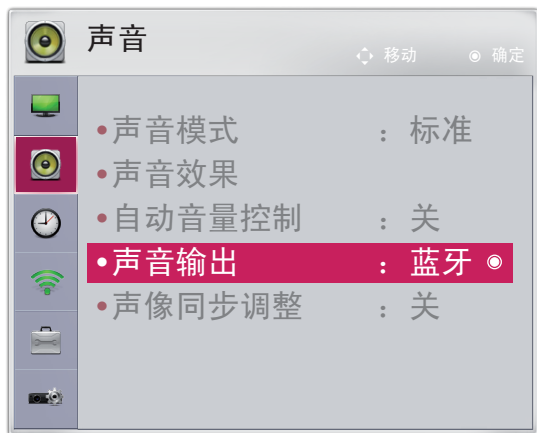 声音
移动 确定
•声音模式 : 标准
•声音效果
•自动音量控制 : 关
•声音输出 : 蓝牙
•声像同步调整 : 关